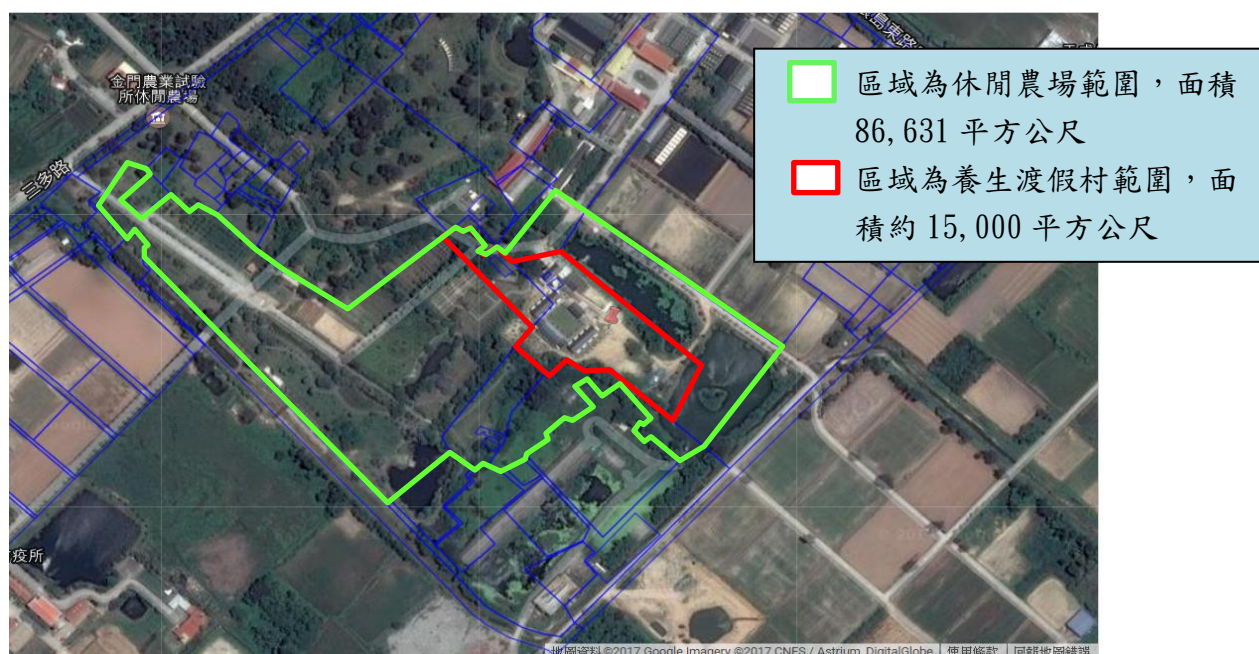 金門農業試驗
所休閒農場
三多路
區域為休閒農場範圍，面積
86,631 平方公尺
區域為養生渡假村範圍，面
積約 15,000 平方公尺
疫所
地圖資料©2017 Google Imagery ©2017 CNES / Astrium, DigitalGlobe
使用條款
回報地圖錯誤